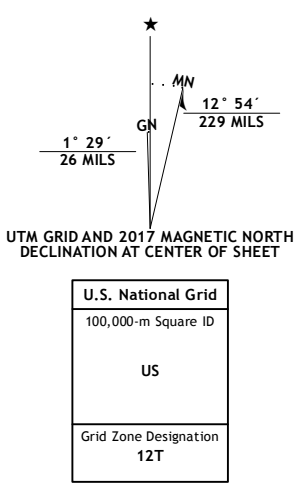 ★
MN
GN
12° 54´
229 MILS
1° 29´
26 MILS
UTM GRID AND 2017 MAGNETIC NORTH
DECLINATION AT CENTER OF SHEET
U.S. National Grid
100,000-m Square ID
US
Grid Zone Designation
12T